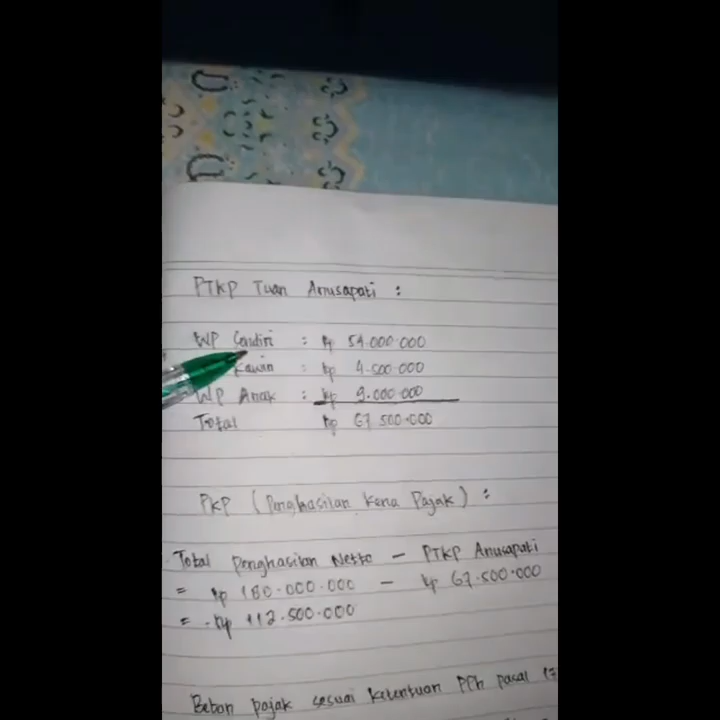 PTKP Tuan Anusapati :
WP Sendiri : Rp 54.000.000
Kawin : Rp 4.500.000
WP Anak : Rp 9.000.000
Total Rp 67.500.000
PKP (Penghasilan Kena Pajak) :
Total Penghasilan Netto - PTKP Anusapati
= Rp 180.000.000 - Rp 67.500.000
= Rp 112.500.000
Beban pajak sesuai ketentuan PPh pasal 17